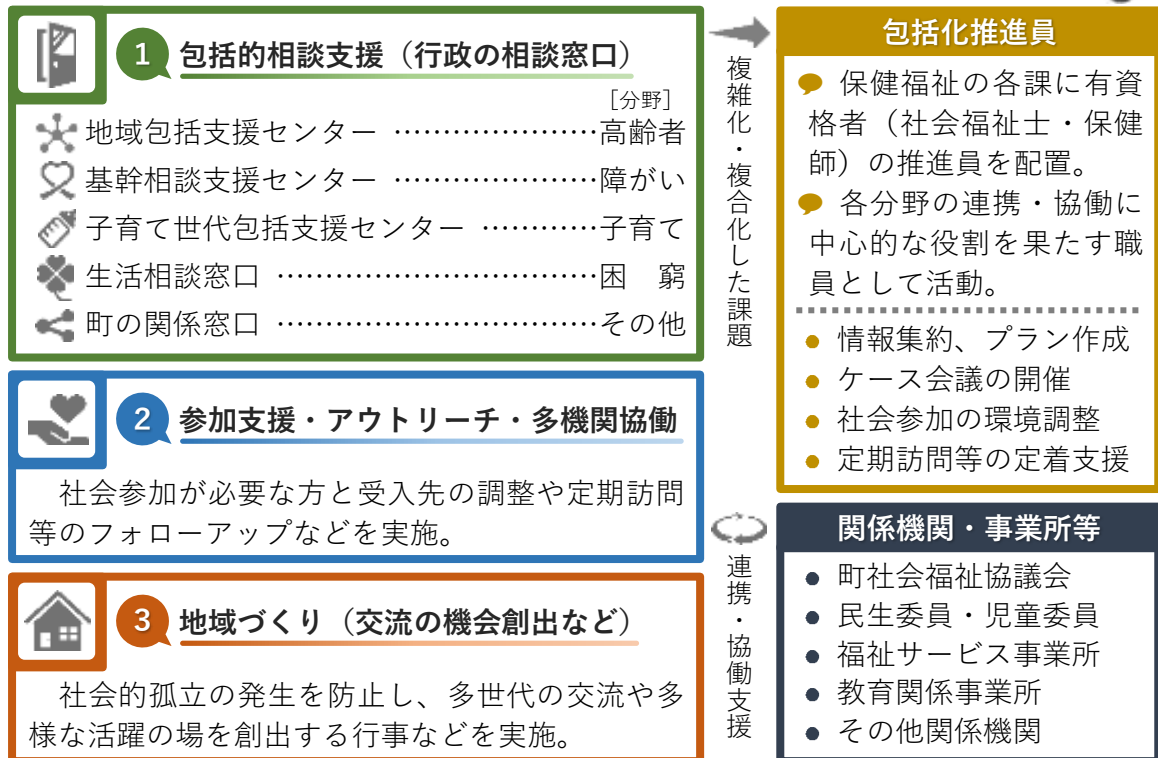 1 包括的相談支援（行政の相談窓口）
［分野］
地域包括支援センター …………………高齢者
基幹相談支援センター …………………障がい
子育て世代包括支援センター …………子育て
生活相談窓口 ……………………………困　窮
町の関係窓口 ……………………………その他
2 参加支援・アウトリーチ・多機関協働
社会参加が必要な方と受入先の調整や定期訪問
等のフォローアップなどを実施。
3 地域づくり（交流の機会創出など）
社会的孤立の発生を防止し、多世代の交流や多
様な活躍の場を創出する行事などを実施。
複雑化・複合化した課題
連携・協働支援
包括化推進員
保健福祉の各課に有資
格者（社会福祉士・保健
師）の推進員を配置。
各分野の連携・協働に
中心的な役割を果たす職
員として活動。
● 情報集約、プラン作成
● ケース会議の開催
● 社会参加の環境調整
● 定期訪問等の定着支援
関係機関・事業所等
● 町社会福祉協議会
● 民生委員・児童委員
● 福祉サービス事業所
● 教育関係事業所
● その他関係機関